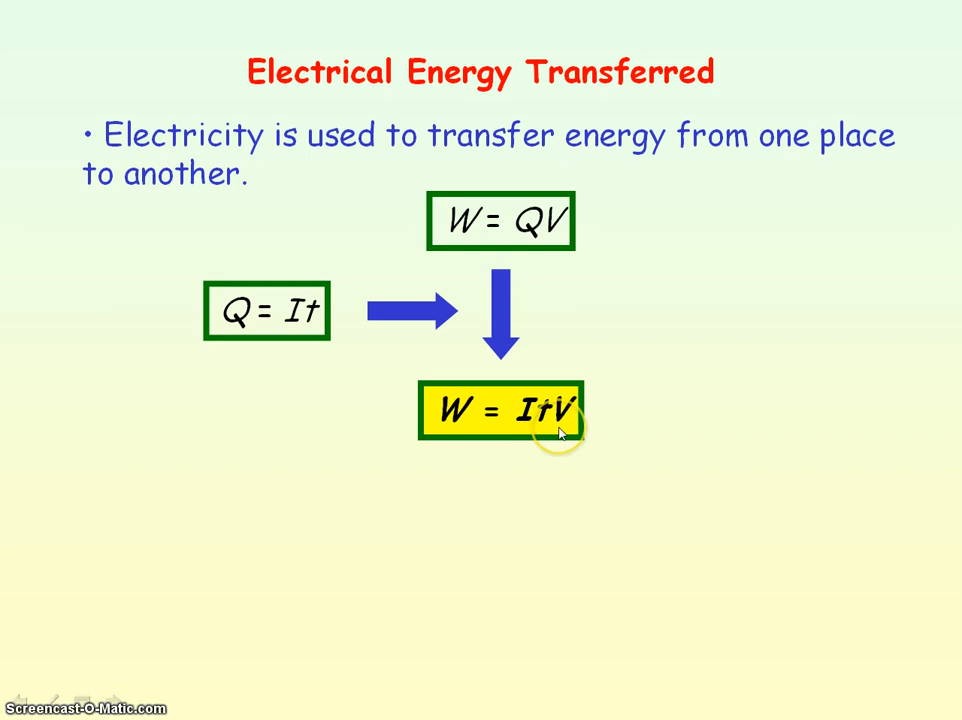 Electrical Energy Transferred
• Electricity is used to transfer energy from one place
to another.
W = QV
Q = It
W = ItV
Screencast-O-Matic.com